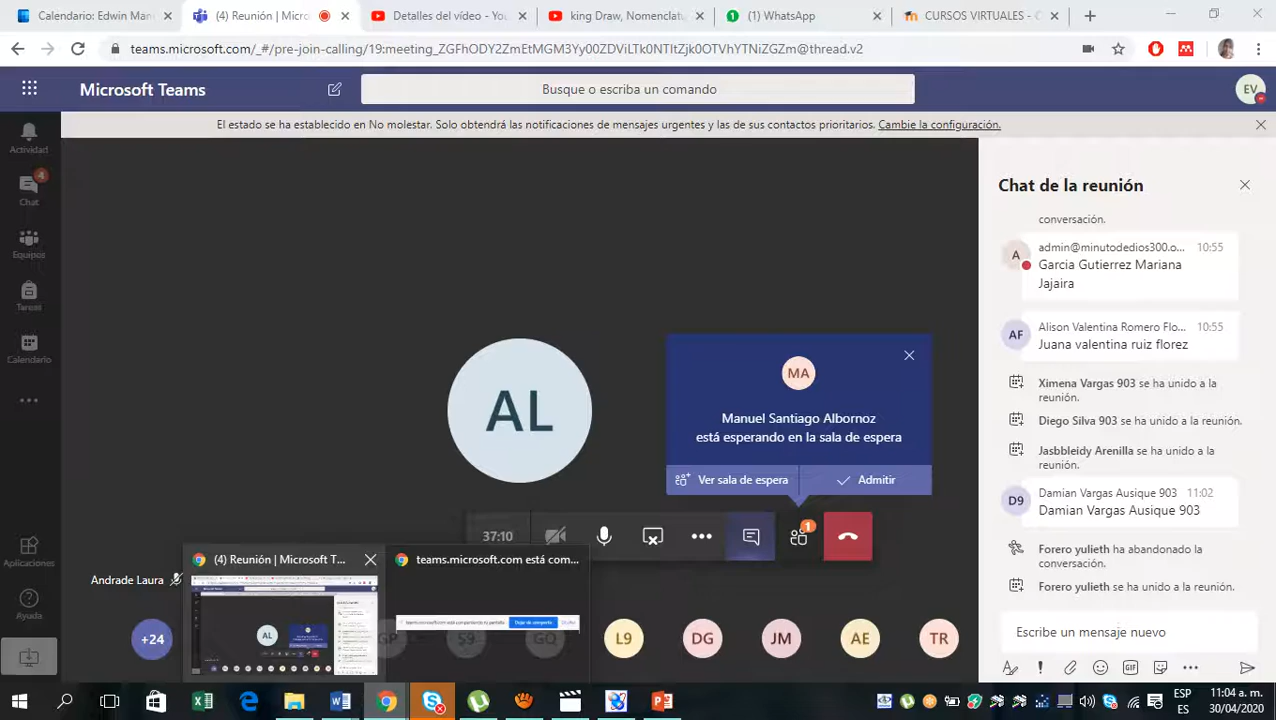 Calendario: Edwin Man
(4) Reunión | Micros
Detalles del vídeo - You
king Draw, Nomenclatu
(1) WhatsApp
CURSOS VIRTUALES - C
teams.microsoft.com/_#/pre-join-calling/19:meeting_ZGFhODY2ZmEtMGM3Yy00ZDViLTk0NTItZjk0OTVhYTNiZGZm@thread.v2
Microsoft Teams
Busque o escriba un comando
EV
El estado se ha establecido en No molestar. Solo obtendrá las notificaciones de mensajes urgentes y las de sus contactos prioritarios. Cambie la configuración.
Actividad
4
Chat
Equipos
Tareas
Calendario
Aplicaciones
Ayuda
Chat de la reunión
conversación.
A
admin@minutodedios300.o... 10:55
Garcia Gutierrez Mariana
Jajaira
AF
Alison Valentina Romero Flo... 10:55
Juana valentina ruiz florez
Ximena Vargas 903 se ha unido a la
reunión.
Diego Silva 903 se ha unido a la reunión.
Jasbbleidy Arenilla se ha unido a la
reunión.
D9
Damian Vargas Ausique 903 11:02
Damian Vargas Ausique 903
Forero yulieth ha abandonado la
conversación.
Forero yulieth se ha unido a la reunión.
Escriba un mensaje nuevo
AL
MA
Manuel Santiago Albornoz
está esperando en la sala de espera
Ver sala de espera
Admitir
37:10
1
(4) Reunión | Microsoft T...
teams.microsoft.com está com...
Dejar de compartir
Andrade Laura
+24
L9
DG
AE
TR
ESP
ES
11:04 a. m.
30/04/2020